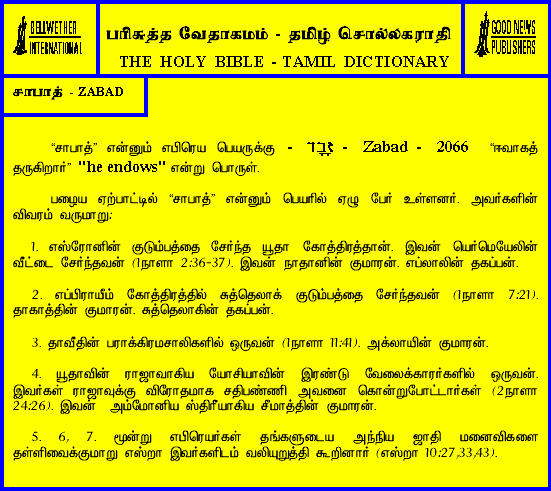 BELLWETHER
INTERNATIONAL
பரிசுத்த வேதாகமம் - தமிழ் சொல்லகராதி
THE HOLY BIBLE - TAMIL DICTIONARY
GOOD NEWS
PUBLISHERS
சாபாத் - ZABAD
“சாபாத்” என்னும் எபிரெய பெயருக்கு - זָבָד - Zabad - 2066 “ஈவாகத்
தருகிறார்” "he endows" என்று பொருள்.
பழைய ஏற்பாட்டில் “சாபாத்” என்னும் பெயரில் ஏழு பேர் உள்ளனர். அவர்களின்
விவரம் வருமாறு:
1. எஸ்ரோனின் குடும்பத்தை சேர்ந்த யூதா கோத்திரத்தான். இவன் யெர்மெயேலின்
வீட்டை சேர்ந்தவன் (1நாளா 2:36-37). இவன் நாதானின் குமாரன். எப்லாலின் தகப்பன்.
2. எப்பிராயீம் கோத்திரத்தில் சுத்தெலாக் குடும்பத்தை சேர்ந்தவன் (1நாளா 7:21).
தாகாத்தின் குமாரன். சுத்தெலாகின் தகப்பன்.
3. தாவீதின் பராக்கிரமசாலிகளில் ஒருவன் (1நாளா 11:41). அக்லாயின் குமாரன்.
4. யூதாவின் ராஜாவாகிய யோசியாவின் இரண்டு வேலைக்காரர்களில் ஒருவன்.
இவர்கள் ராஜாவுக்கு விரோதமாக சதிபண்ணி அவனை கொன்றுபோட்டார்கள் (2நாளா
24:26). இவன் அம்மோனிய ஸ்திரீயாகிய சீமாத்தின் குமாரன்.
5. 6, 7. மூன்று எபிரெயர்கள் தங்களுடைய அந்நிய ஜாதி மனைவிகளை
தள்ளிவைக்குமாறு எஸ்றா இவர்களிடம் வலியுறுத்தி கூறினார் (எஸ்றா 10:27,33,43).